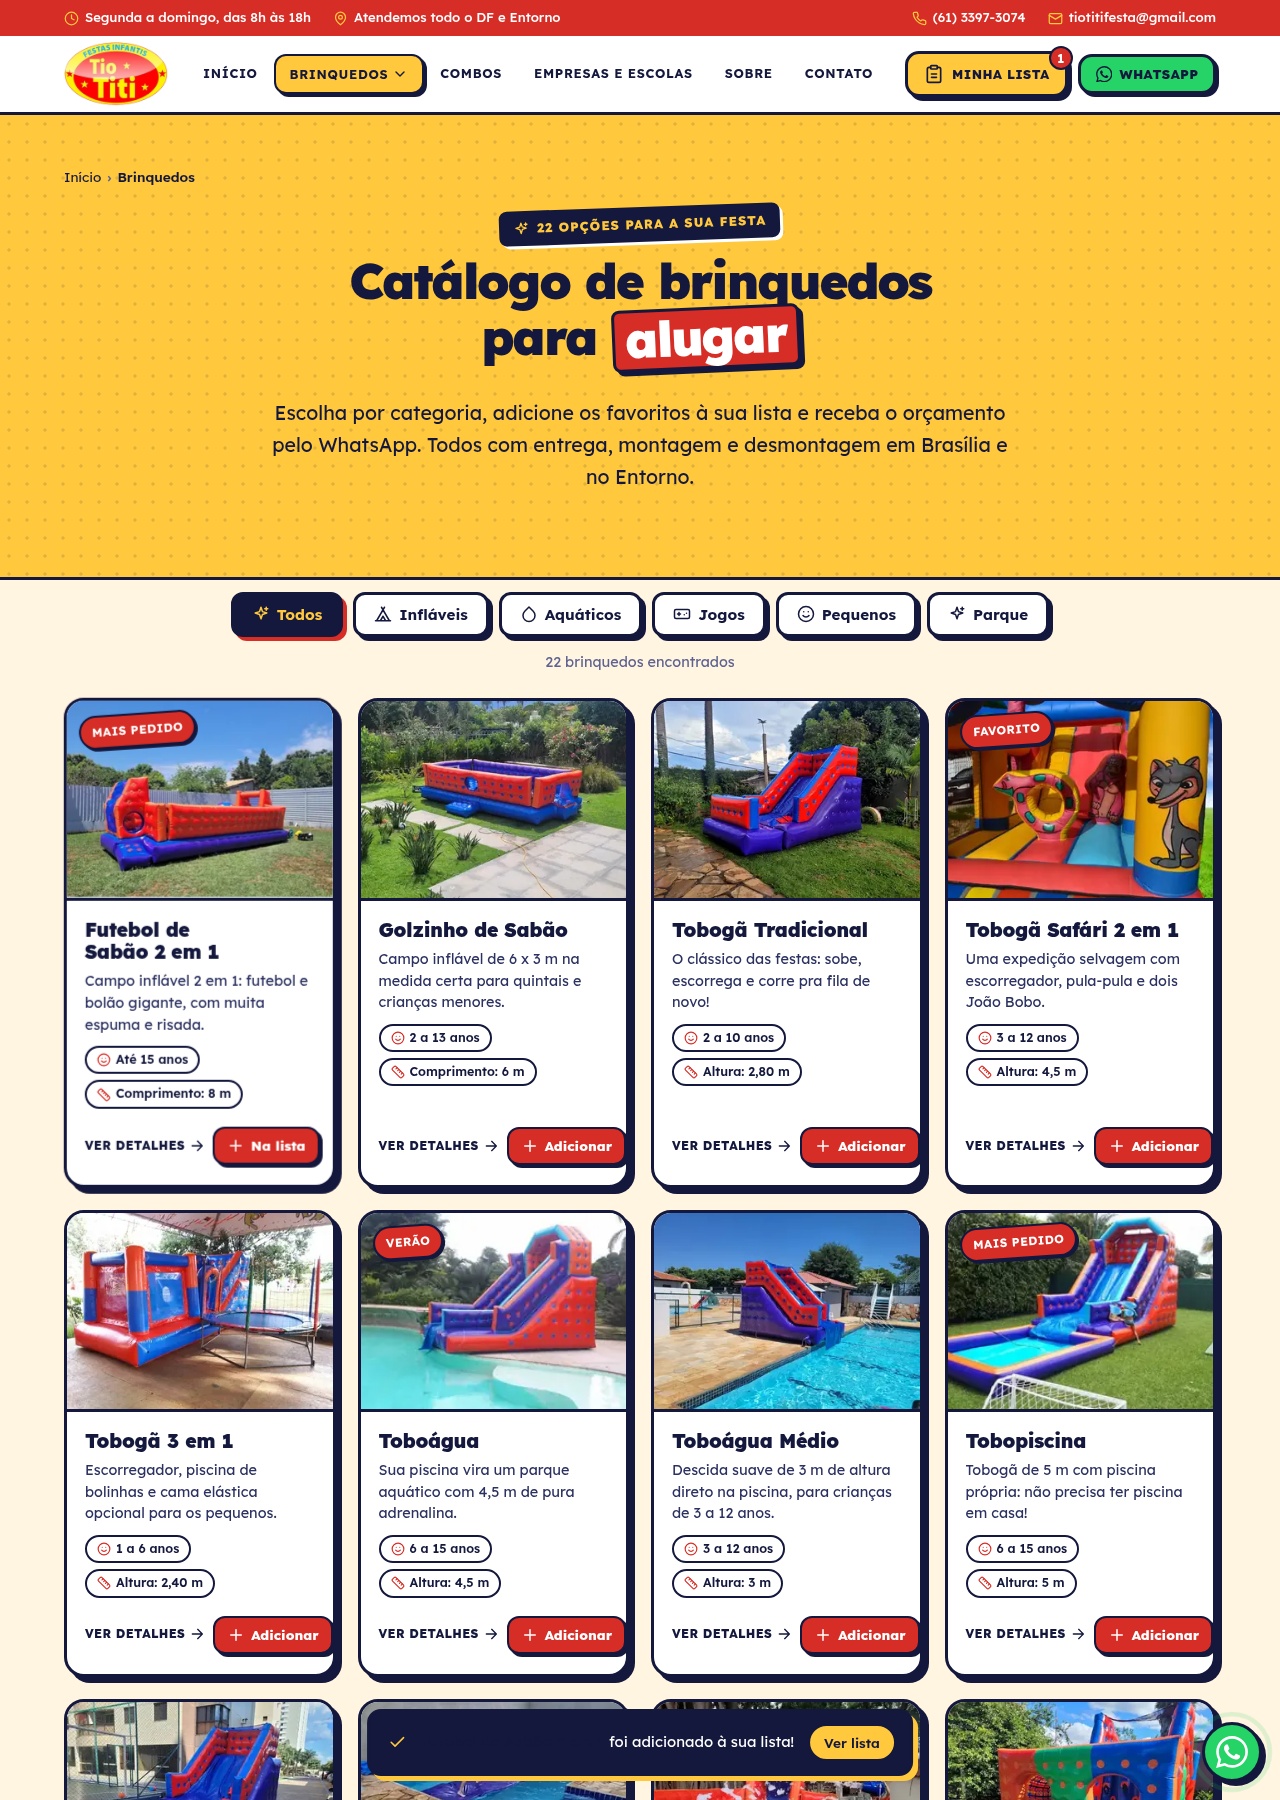 Segunda a domingo, das 8h às 18h
Atendemos todo o DF e Entorno
(61) 3397-3074
tiotitifesta@gmail.com
FESTAS INFANTIS
Tio
Titi
INÍCIO
BRINQUEDOS
COMBOS
EMPRESAS E ESCOLAS
SOBRE
CONTATO
MINHA LISTA
1
WHATSAPP
Início › Brinquedos
22 OPÇÕES PARA A SUA FESTA
Catálogo de brinquedos
para alugar
Escolha por categoria, adicione os favoritos à sua lista e receba o orçamento
pelo WhatsApp. Todos com entrega, montagem e desmontagem em Brasília e
no Entorno.
Todos
Infláveis
Aquáticos
Jogos
Pequenos
Parque
22 brinquedos encontrados
MAIS PEDIDO
Futebol de
Sabão 2 em 1
Campo inflável 2 em 1: futebol e
bolão gigante, com muita
espuma e risada.
Até 15 anos
Comprimento: 8 m
VER DETALHES
Na lista
Golzinho de Sabão
Campo inflável de 6 x 3 m na
medida certa para quintais e
crianças menores.
2 a 13 anos
Comprimento: 6 m
VER DETALHES
Adicionar
Tobogã Tradicional
O clássico das festas: sobe,
escorrega e corre pra fila de
novo!
2 a 10 anos
Altura: 2,80 m
VER DETALHES
Adicionar
FAVORITO
Tobogã Safári 2 em 1
Uma expedição selvagem com
escorregador, pula-pula e dois
João Bobo.
3 a 12 anos
Altura: 4,5 m
VER DETALHES
Adicionar
Tobogã 3 em 1
Escorregador, piscina de
bolinhas e cama elástica
opcional para os pequenos.
1 a 6 anos
Altura: 2,40 m
VER DETALHES
Adicionar
VERÃO
Toboágua
Sua piscina vira um parque
aquático com 4,5 m de pura
adrenalina.
6 a 15 anos
Altura: 4,5 m
VER DETALHES
Adicionar
Toboágua Médio
Descida suave de 3 m de altura
direto na piscina, para crianças
de 3 a 12 anos.
3 a 12 anos
Altura: 3 m
VER DETALHES
Adicionar
MAIS PEDIDO
Tobopiscina
Tobogã de 5 m com piscina
própria: não precisa ter piscina
em casa!
6 a 15 anos
Altura: 5 m
VER DETALHES
Adicionar
foi adicionado à sua lista!
Ver lista